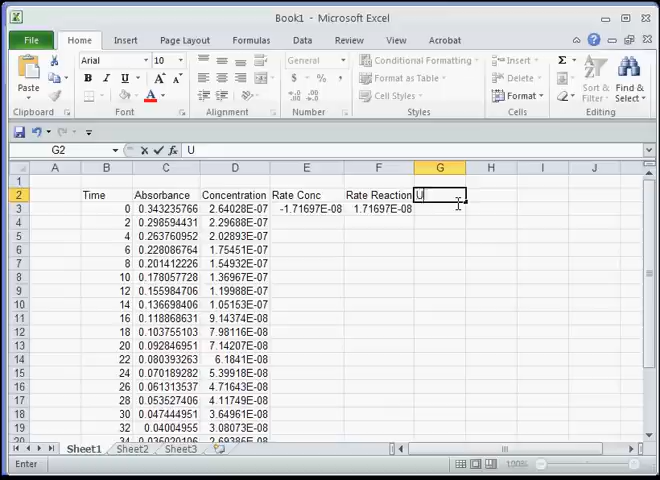 Book1 - Microsoft Excel
File Home Insert Page Layout Formulas Data Review View Acrobat
Paste
Clipboard
Arial 10
B I U
Font
Alignment
General
$ % ,
Number
Conditional Formatting
Format as Table
Cell Styles
Styles
Insert
Delete
Format
Cells
Σ
Sort & Filter
Find & Select
Editing
G2 fx U
A B C D E F G H I J
1
2 Time Absorbance Concentration Rate Conc Rate Reaction U
3 0 0.343235766 2.64028E-07 -1.71697E-08 1.71697E-08
4 2 0.298594431 2.29688E-07
5 4 0.263760952 2.02893E-07
6 6 0.228086764 1.75451E-07
7 8 0.201412226 1.54932E-07
8 10 0.178057728 1.36967E-07
9 12 0.155984706 1.19988E-07
10 14 0.136698406 1.05153E-07
11 16 0.118868631 9.14374E-08
12 18 0.103755103 7.98116E-08
13 20 0.092846951 7.14207E-08
14 22 0.080393263 6.1841E-08
15 24 0.070189282 5.39918E-08
16 26 0.061313537 4.71643E-08
17 28 0.053527408 4.11749E-08
18 30 0.047444951 3.64961E-08
19 32 0.04004955 3.08073E-08
20 34 0.035020106 2.69385E-08
Sheet1 Sheet2 Sheet3
Enter 100%